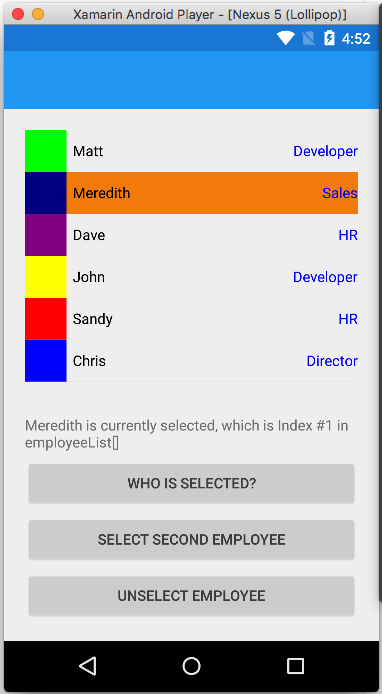 Xamarin Android Player - [Nexus 5 (Lollipop)]
4:52
Matt Developer
Meredith Sales
Dave HR
John Developer
Sandy HR
Chris Director
Meredith is currently selected, which is Index #1 in
employeeList[]
WHO IS SELECTED?
SELECT SECOND EMPLOYEE
UNSELECT EMPLOYEE